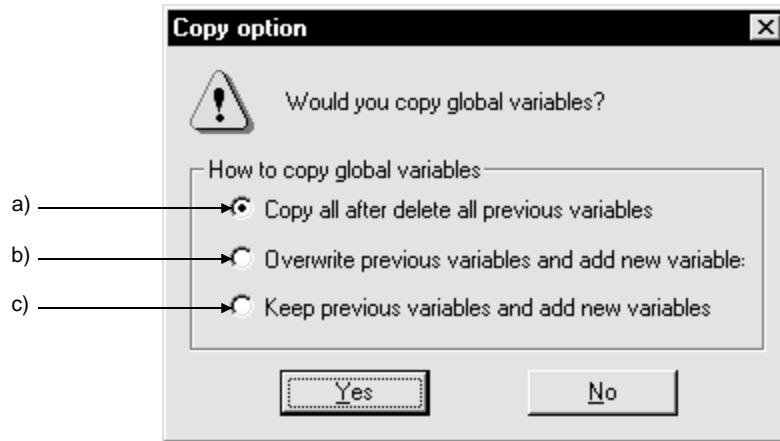 Copy option
Would you copy global variables?
How to copy global variables
a) Copy all after delete all previous variables
b) Overwrite previous variables and add new variable:
c) Keep previous variables and add new variables
Yes No